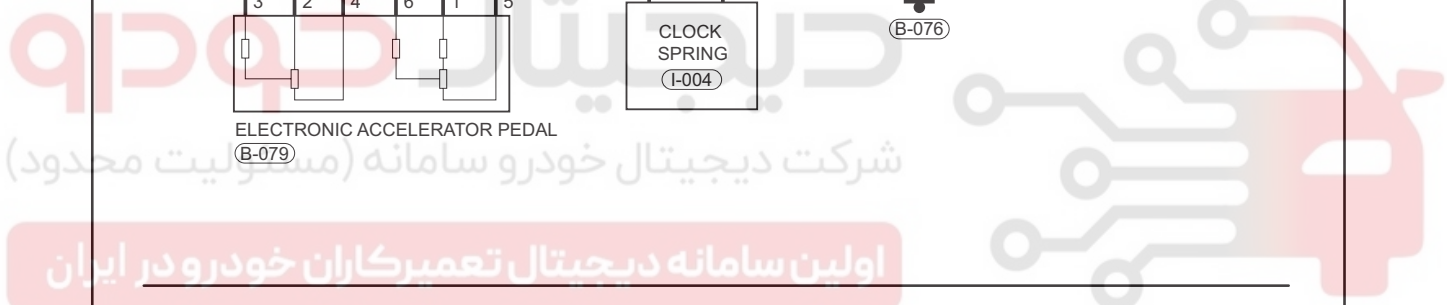 3 2 4 6 1 5
CLOCK
SPRING
I-004
B-076
ELECTRONIC ACCELERATOR PEDAL
B-079
دیجیتال خودرو
شرکت دیجیتال خودرو سامانه (مسئولیت محدود)
اولین سامانه دیجیتال تعمیرکاران خودرو در ایران